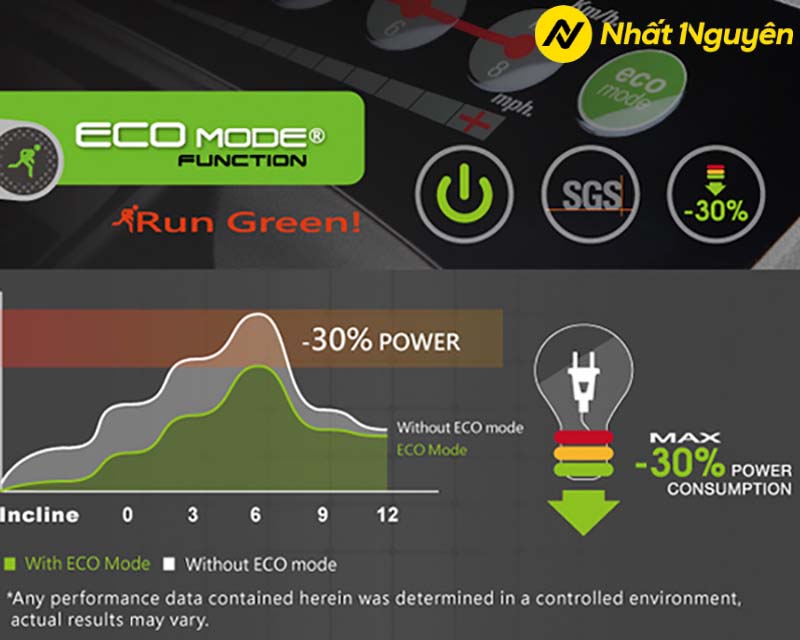 Nhất Nguyên
Km/h
6
8
mph.
eco
mode
ECO MODE®
FUNCTION
Run Green!
SGS
-30%
-30% POWER
Without ECO mode
ECO Mode
MAX
-30% POWER
CONSUMPTION
Incline 0 3 6 9 12
With ECO Mode Without ECO mode
*Any performance data contained herein was determined in a controlled environment,
actual results may vary.